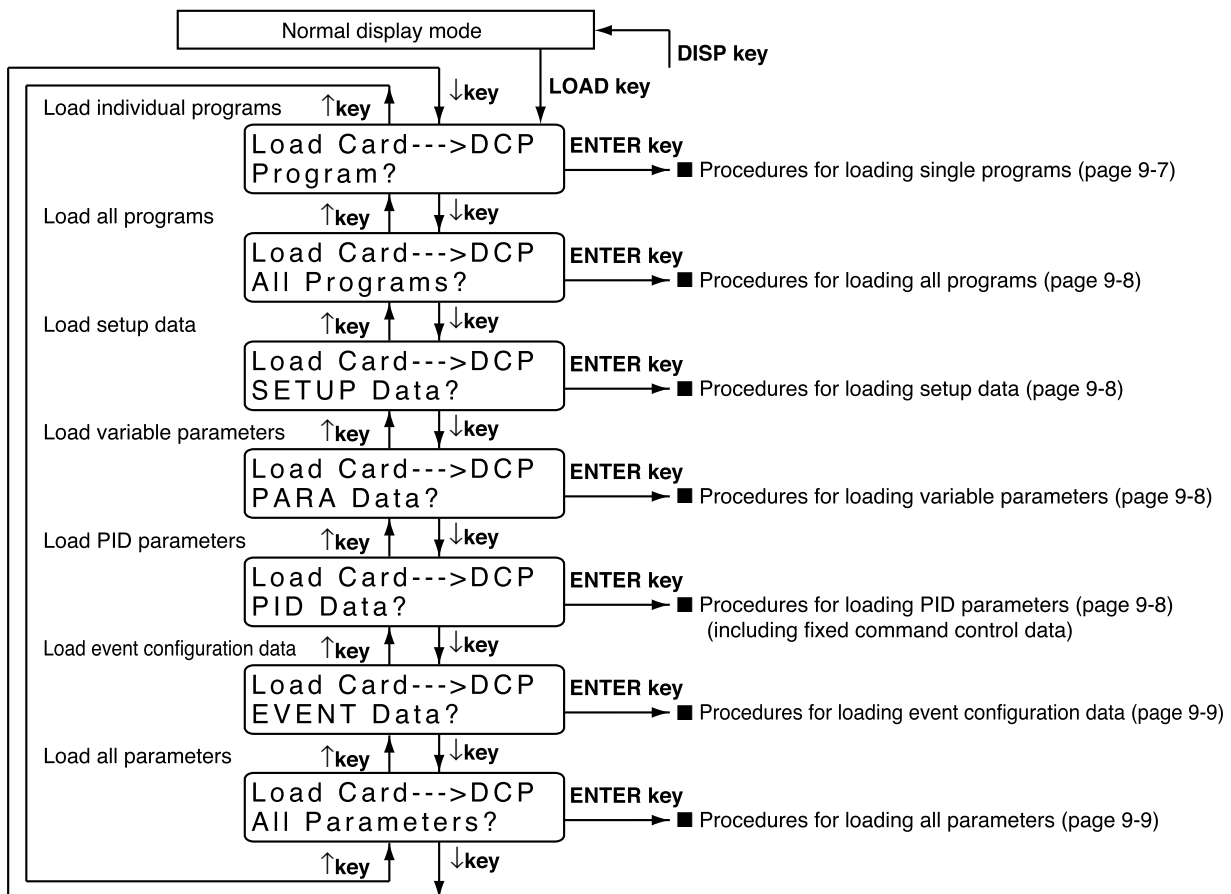 Normal display mode
DISP key
LOAD key
Load individual programs
↑key
↓key
Load Card--->DCP
Program?
ENTER key
■ Procedures for loading single programs (page 9-7)
Load all programs
↑key
↓key
Load Card--->DCP
All Programs?
ENTER key
■ Procedures for loading all programs (page 9-8)
Load setup data
↑key
↓key
Load Card--->DCP
SETUP Data?
ENTER key
■ Procedures for loading setup data (page 9-8)
Load variable parameters
↑key
↓key
Load Card--->DCP
PARA Data?
ENTER key
■ Procedures for loading variable parameters (page 9-8)
Load PID parameters
↑key
↓key
Load Card--->DCP
PID Data?
ENTER key
■ Procedures for loading PID parameters (page 9-8)
(including fixed command control data)
Load event configuration data
↑key
↓key
Load Card--->DCP
EVENT Data?
ENTER key
■ Procedures for loading event configuration data (page 9-9)
Load all parameters
↑key
↓key
Load Card--->DCP
All Parameters?
ENTER key
■ Procedures for loading all parameters (page 9-9)
↑key
↓key